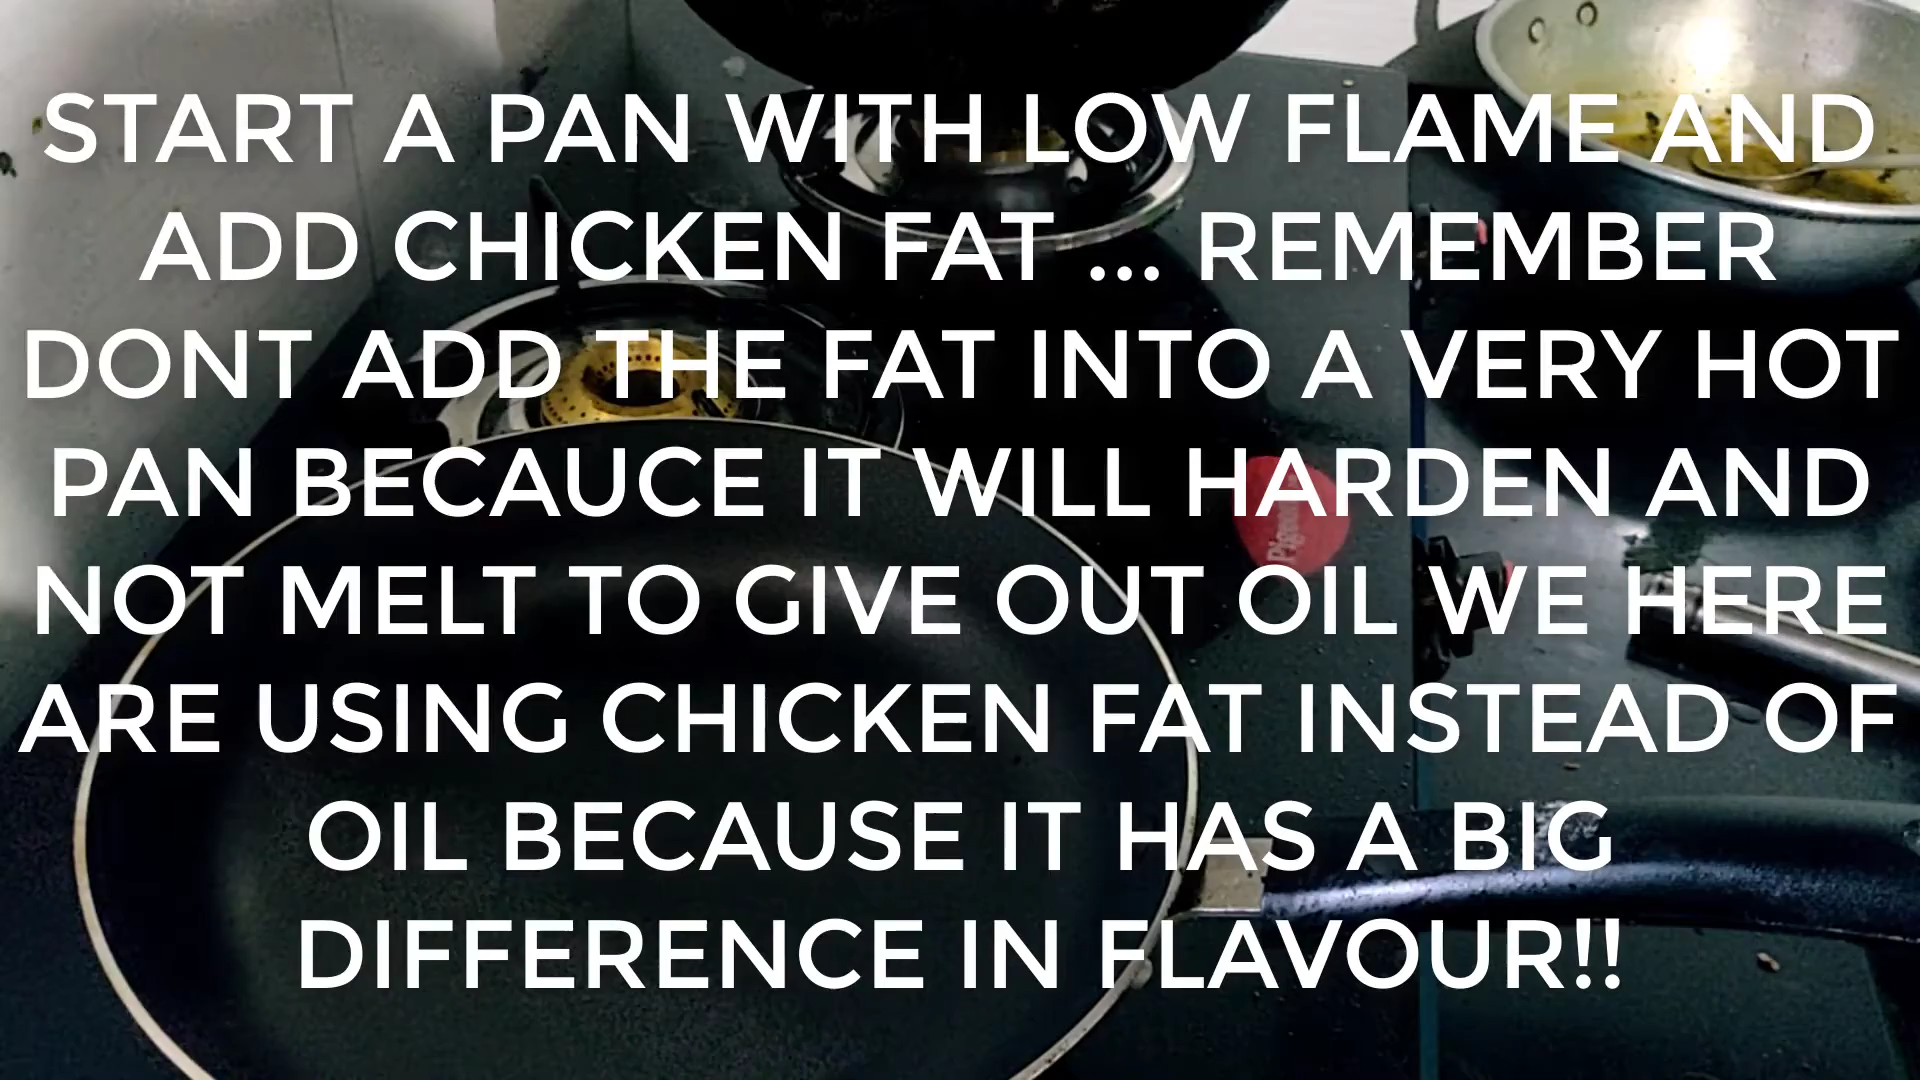 START A PAN WITH LOW FLAME AND
ADD CHICKEN FAT ... REMEMBER
DONT ADD THE FAT INTO A VERY HOT
PAN BECAUCE IT WILL HARDEN AND
NOT MELT TO GIVE OUT OIL WE HERE
ARE USING CHICKEN FAT INSTEAD OF
OIL BECAUSE IT HAS A BIG
DIFFERENCE IN FLAVOUR!!
Pigeon